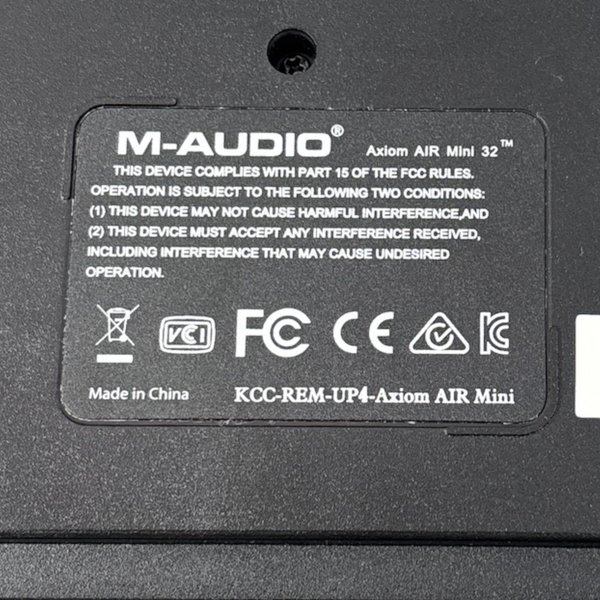 M-AUDIO® Axiom AIR Mini 32™
THIS DEVICE COMPLIES WITH PART 15 OF THE FCC RULES.
OPERATION IS SUBJECT TO THE FOLLOWING TWO CONDITIONS:
(1) THIS DEVICE MAY NOT CAUSE HARMFUL INTERFERENCE,AND
(2) THIS DEVICE MUST ACCEPT ANY INTERFERENCE RECEIVED,
INCLUDING INTERFERENCE THAT MAY CAUSE UNDESIRED
OPERATION.
VCI FC CE
Made in China KCC-REM-UP4-Axiom AIR Mini